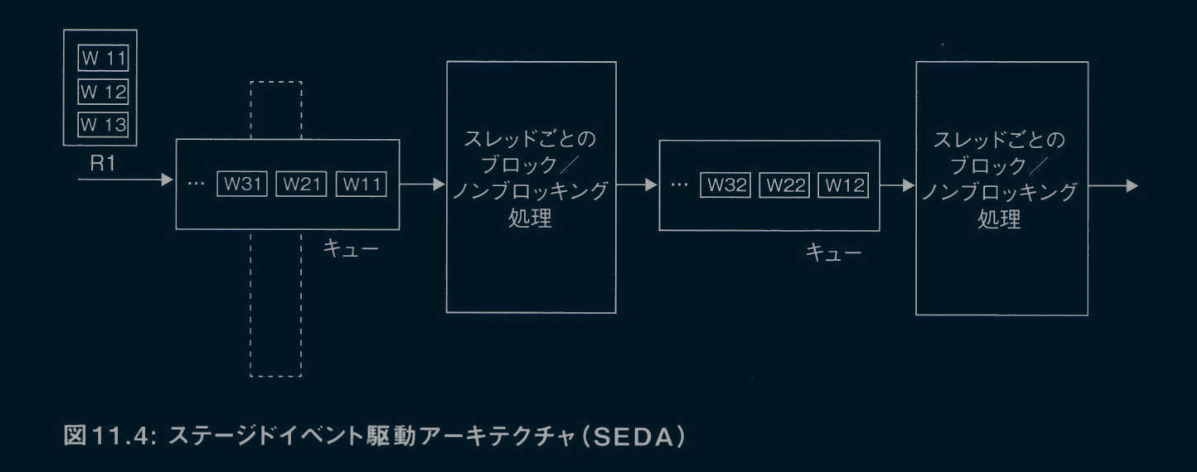 W 11
W 12
W 13
R1
… W31 W21 W11
キュー
スレッドごとの
ブロック／
ノンブロッキング
処理
… W32 W22 W12
キュー
スレッドごとの
ブロック／
ノンブロッキング
処理
図11.4: ステージドイベント駆動アーキテクチャ（SEDA）